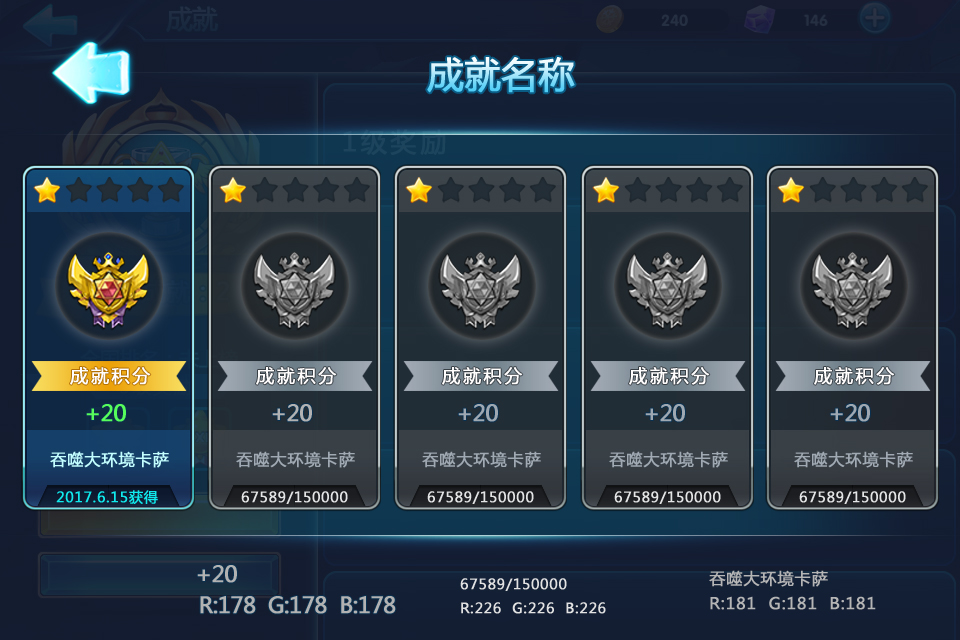 成就
240
146
成就名称
1级奖励
成就积分
+20
吞噬大环境卡萨
2017.6.15获得
成就积分
+20
吞噬大环境卡萨
67589/150000
成就积分
+20
吞噬大环境卡萨
67589/150000
成就积分
+20
吞噬大环境卡萨
67589/150000
成就积分
+20
吞噬大环境卡萨
67589/150000
+20
R:178 G:178 B:178
67589/150000
R:226 G:226 B:226
吞噬大环境卡萨
R:181 G:181 B:181